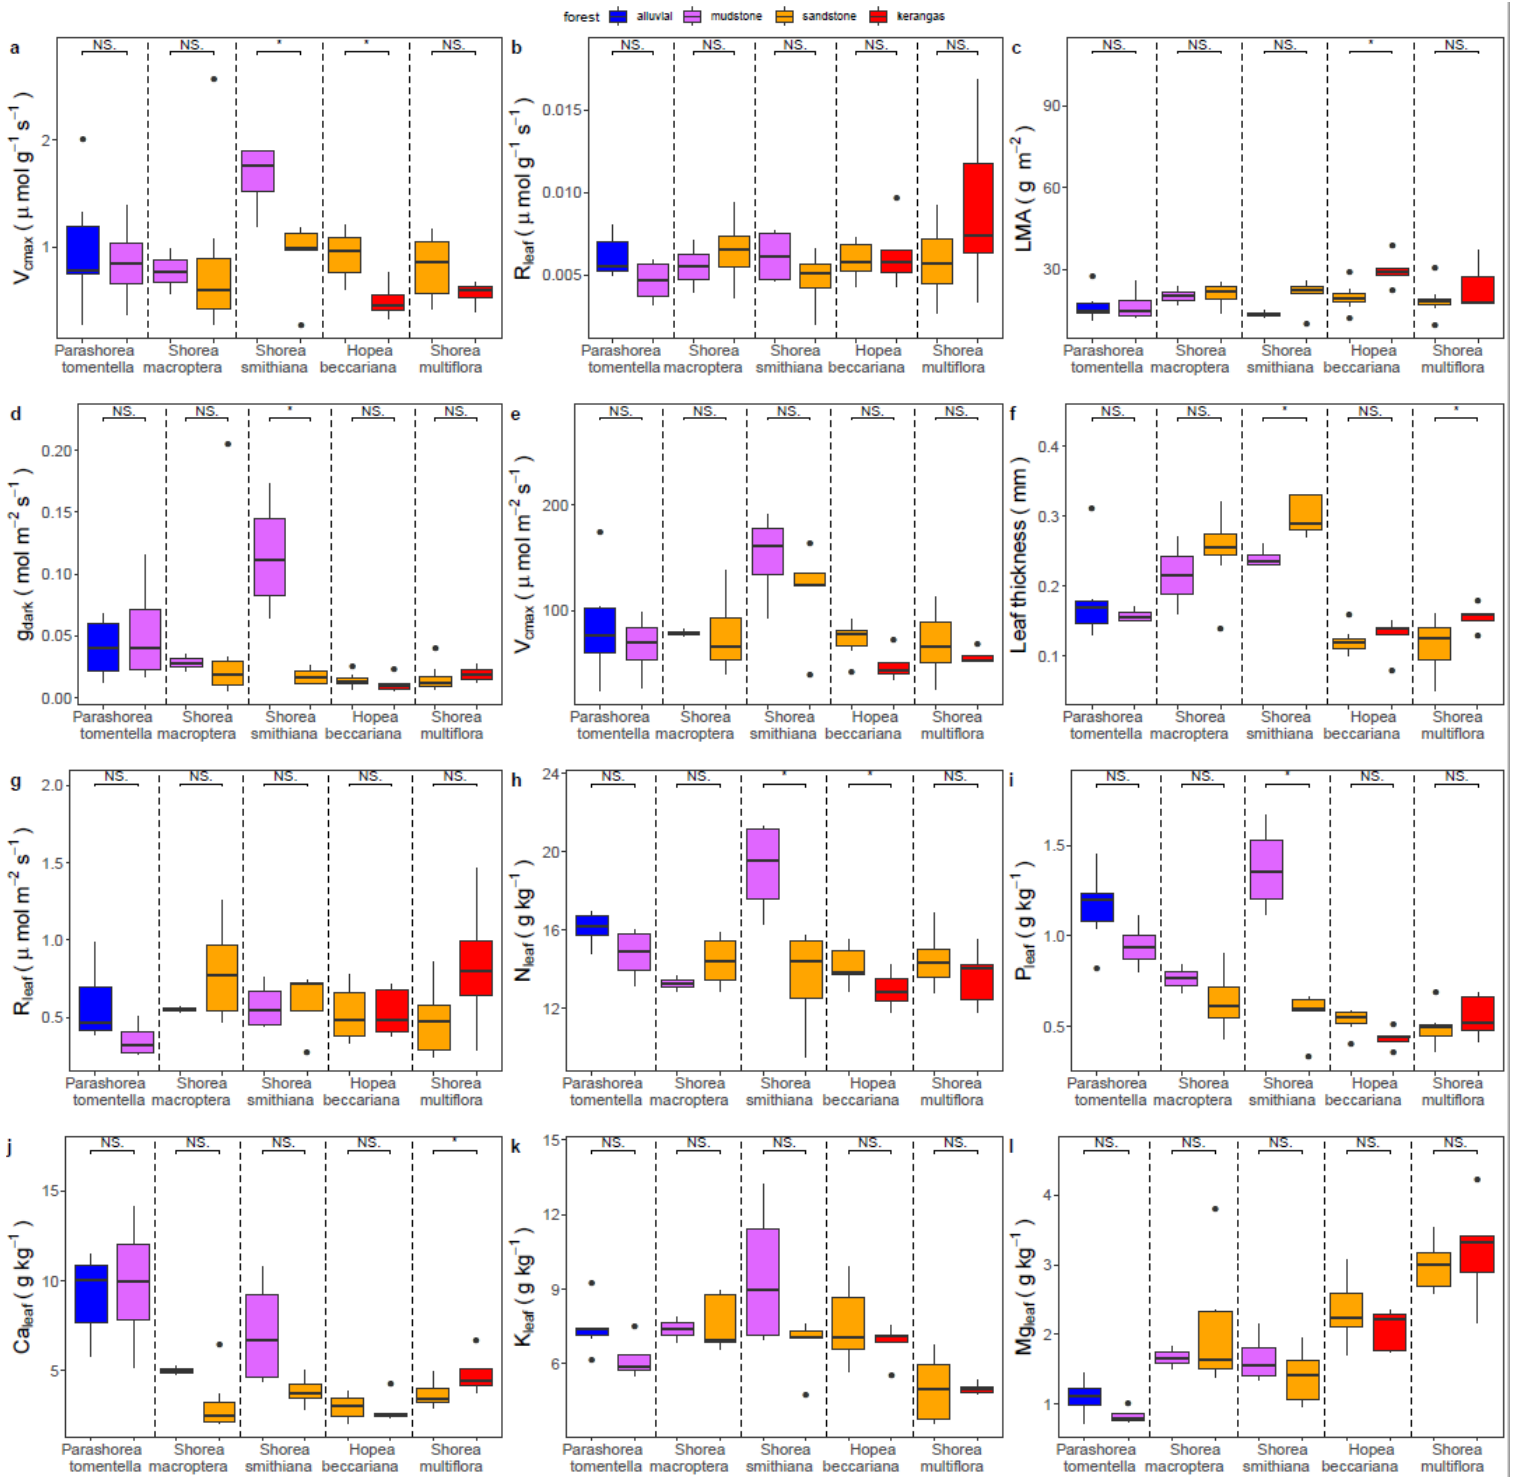 forest alluvial mudstone sandstone kerangas
a NS. NS. * * NS.
Vcmax ( μ mol g−1 s−1 )
2
1
Parashorea Shorea Shorea Hopea Shorea
tomentella macroptera smithiana beccariana multiflora
b NS. NS. NS. NS. NS.
Rleaf ( μ mol g−1 s−1 )
0.015
0.010
0.005
Parashorea Shorea Shorea Hopea Shorea
tomentella macroptera smithiana beccariana multiflora
c NS. NS. NS. * NS.
LMA ( g m−2 )
90
60
30
Parashorea Shorea Shorea Hopea Shorea
tomentella macroptera smithiana beccariana multiflora
d NS. NS. * NS. NS.
gdark ( mol m−2 s−1 )
0.20
0.15
0.10
0.05
0.00
Parashorea Shorea Shorea Hopea Shorea
tomentella macroptera smithiana beccariana multiflora
e NS. NS. NS. NS. NS.
Vcmax ( μ mol m−2 s−1 )
200
100
Parashorea Shorea Shorea Hopea Shorea
tomentella macroptera smithiana beccariana multiflora
f NS. NS. * NS. *
Leaf thickness ( mm )
0.4
0.3
0.2
0.1
Parashorea Shorea Shorea Hopea Shorea
tomentella macroptera smithiana beccariana multiflora
g NS. NS. NS. NS. NS.
Rleaf ( μ mol m−2 s−1 )
2.0
1.5
1.0
0.5
Parashorea Shorea Shorea Hopea Shorea
tomentella macroptera smithiana beccariana multiflora
h NS. NS. * * NS.
Nleaf ( g kg−1 )
24
20
16
12
Parashorea Shorea Shorea Hopea Shorea
tomentella macroptera smithiana beccariana multiflora
i NS. NS. * NS. NS.
Pleaf ( g kg−1 )
1.5
1.0
0.5
Parashorea Shorea Shorea Hopea Shorea
tomentella macroptera smithiana beccariana multiflora
j NS. NS. NS. NS. *
Caleaf ( g kg−1 )
15
10
5
Parashorea Shorea Shorea Hopea Shorea
tomentella macroptera smithiana beccariana multiflora
k NS. NS. NS. NS. NS.
Kleaf ( g kg−1 )
15
12
9
6
Parashorea Shorea Shorea Hopea Shorea
tomentella macroptera smithiana beccariana multiflora
l NS. NS. NS. NS. NS.
Mgleaf ( g kg−1 )
4
3
2
1
Parashorea Shorea Shorea Hopea Shorea
tomentella macroptera smithiana beccariana multiflora